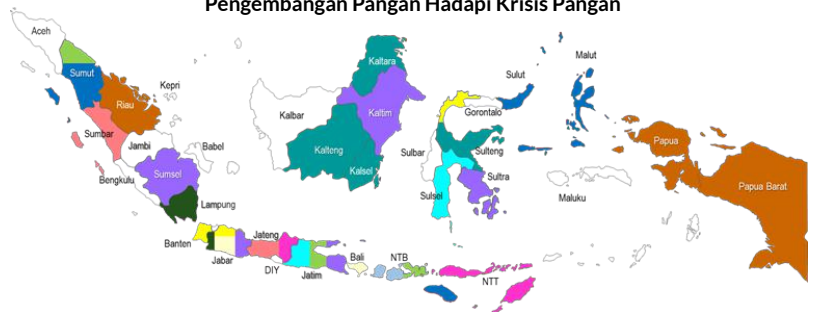 Pengembangan Pangan Hadapi Krisis Pangan
Aceh
Sumut
Riau
Kepri
Sumbar
Jambi
Babel
Bengkulu
Sumsel
Lampung
Banten
Jabar
Jateng
DIY
Jatim
Bali
NTB
NTT
Kalbar
Kaltara
Kaltim
Kalteng
Kalsel
Sulut
Gorontalo
Sulbar
Sulteng
Sultra
Sulsel
Malut
Maluku
Papua
Papua Barat